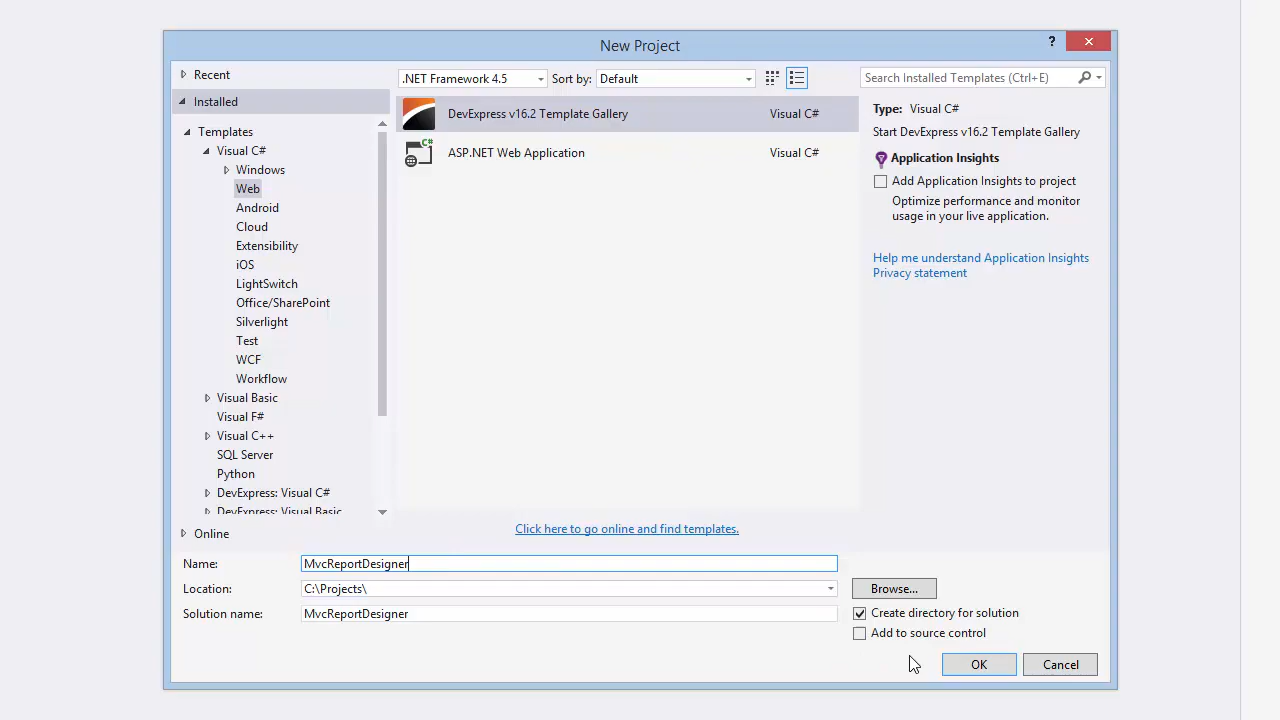 New Project
?
Recent
.NET Framework 4.5
Sort by:
Default
Search Installed Templates (Ctrl+E)
Installed
Templates
Visual C#
Windows
Web
Android
Cloud
Extensibility
iOS
LightSwitch
Office/SharePoint
Silverlight
Test
WCF
Workflow
Visual Basic
Visual F#
Visual C++
SQL Server
Python
DevExpress: Visual C#
DevExpress: Visual Basic
Online
DevExpress v16.2 Template Gallery
Visual C#
C#
ASP.NET Web Application
Visual C#
Click here to go online and find templates.
Type: Visual C#
Start DevExpress v16.2 Template Gallery
Application Insights
Add Application Insights to project
Optimize performance and monitor
usage in your live application.
Help me understand Application Insights
Privacy statement
Name:
MvcReportDesigner
Location:
C:\Projects\
Browse...
Solution name:
MvcReportDesigner
Create directory for solution
Add to source control
OK
Cancel